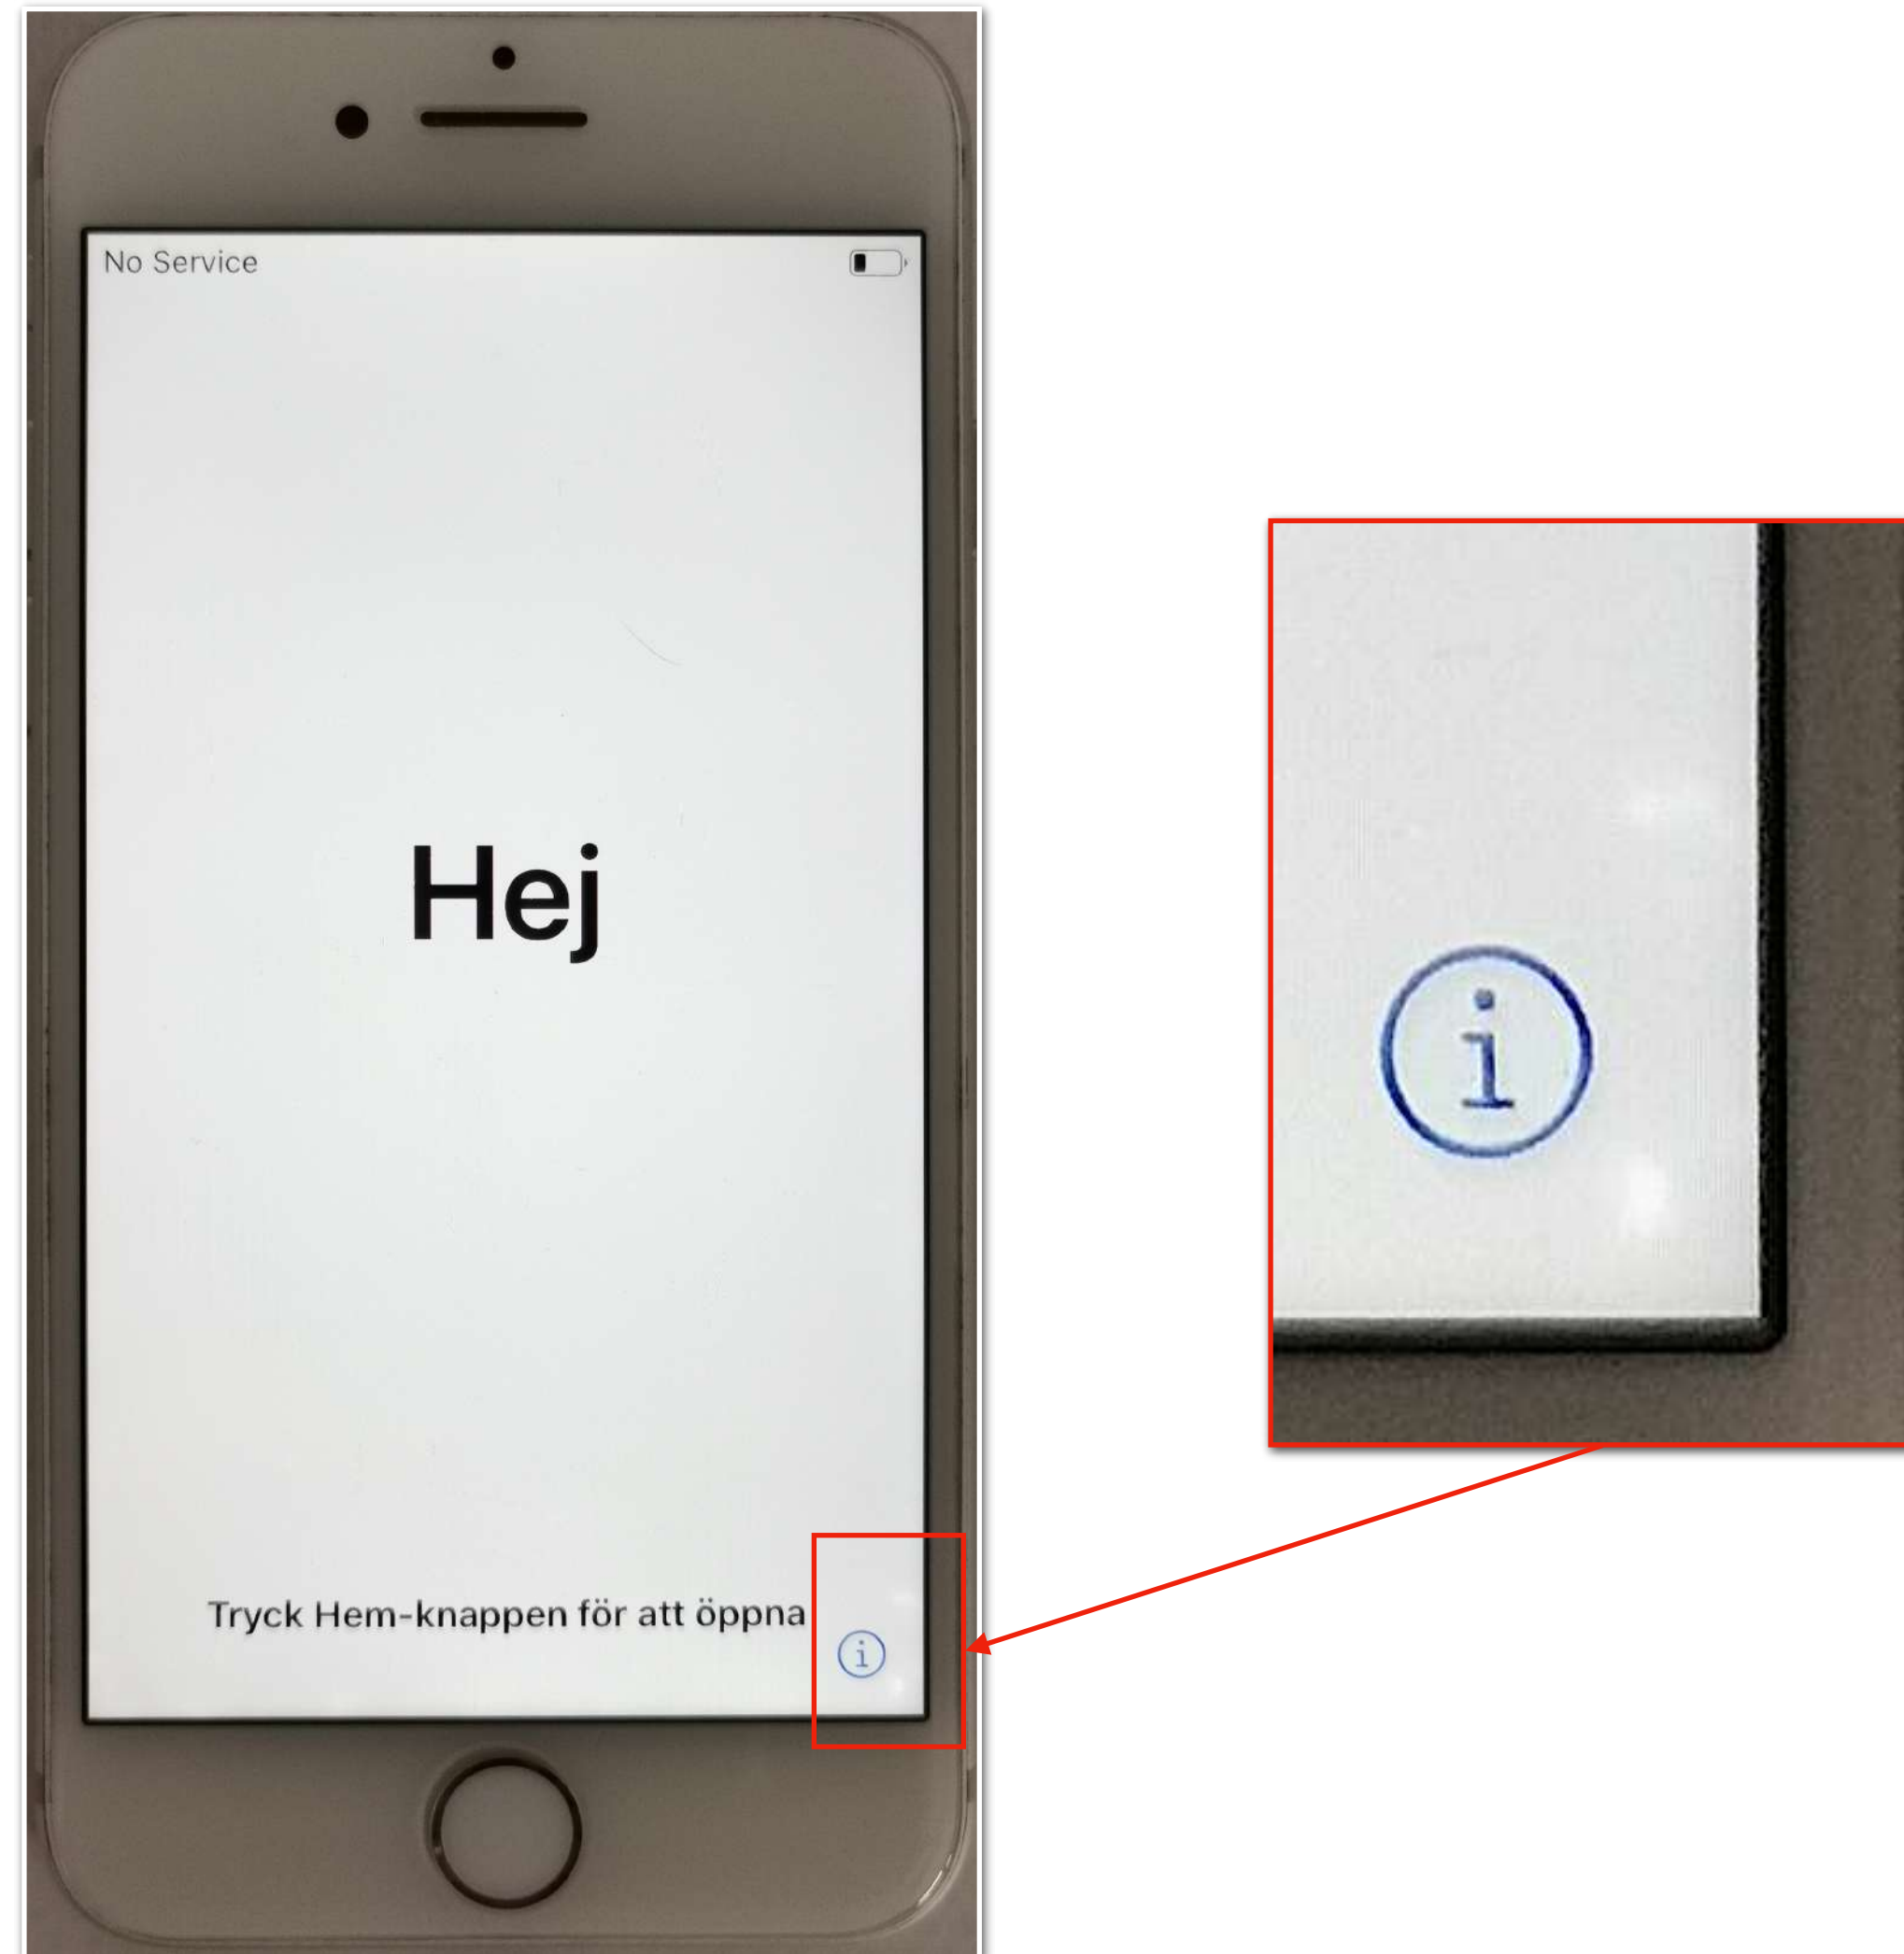 No Service
Hej
Tryck Hem-knappen för att öppna
i
i